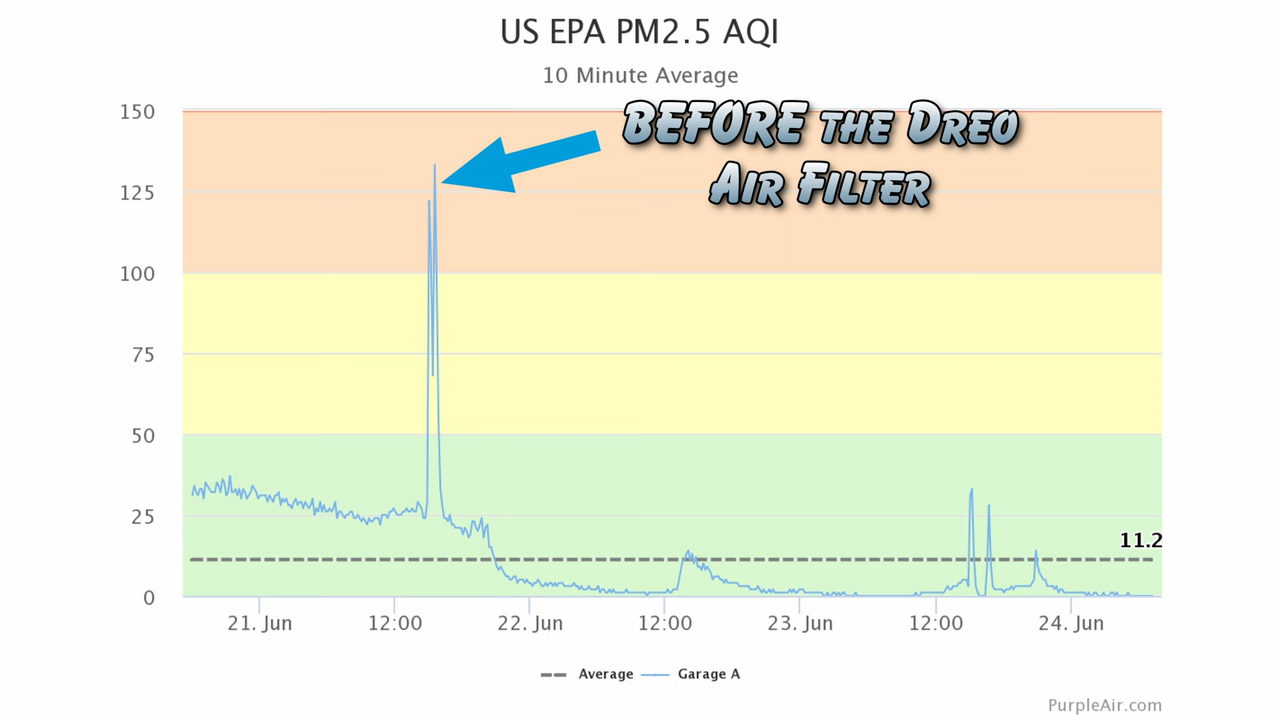 US EPA PM2.5 AQI
10 Minute Average
BEFORE THE DREO
AIR FILTER
150
125
100
75
50
25
0
11.2
21. Jun
12:00
22. Jun
12:00
23. Jun
12:00
24. Jun
Average
Garage A
PurpleAir.com